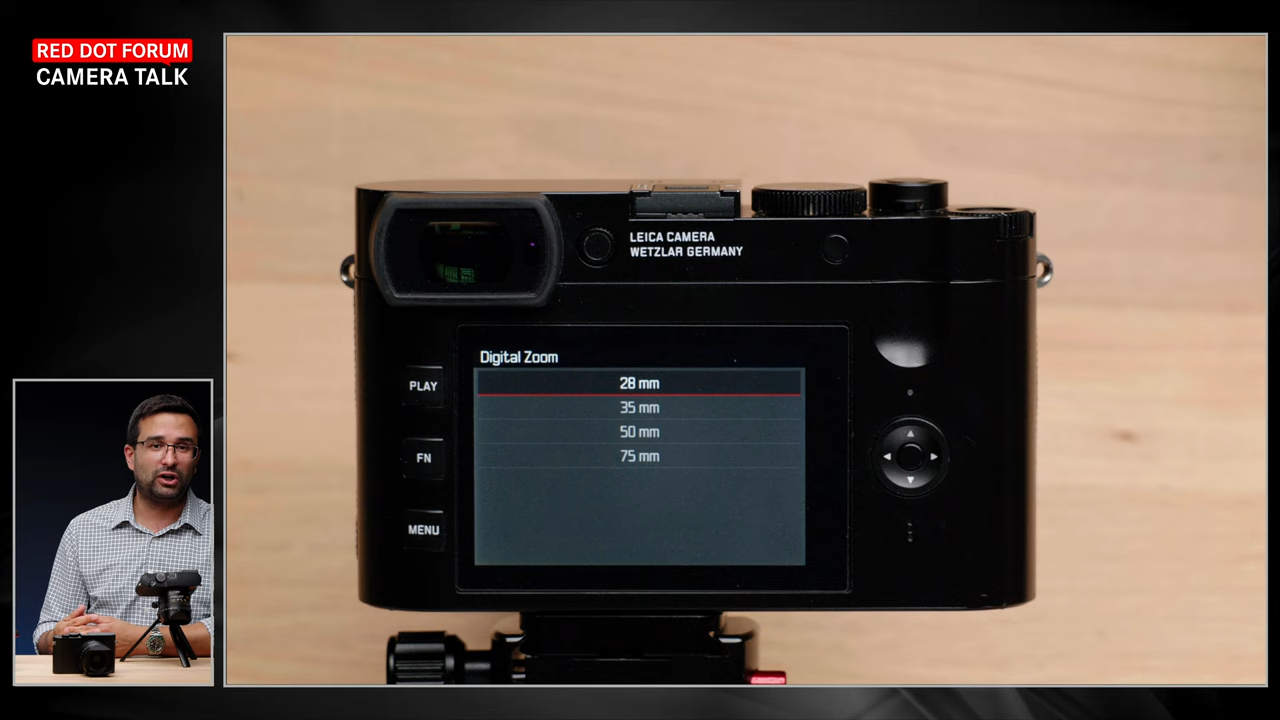 RED DOT FORUM
CAMERA TALK
LEICA CAMERA
WETZLAR GERMANY
Digital Zoom
28 mm
35 mm
50 mm
75 mm
PLAY
FN
MENU